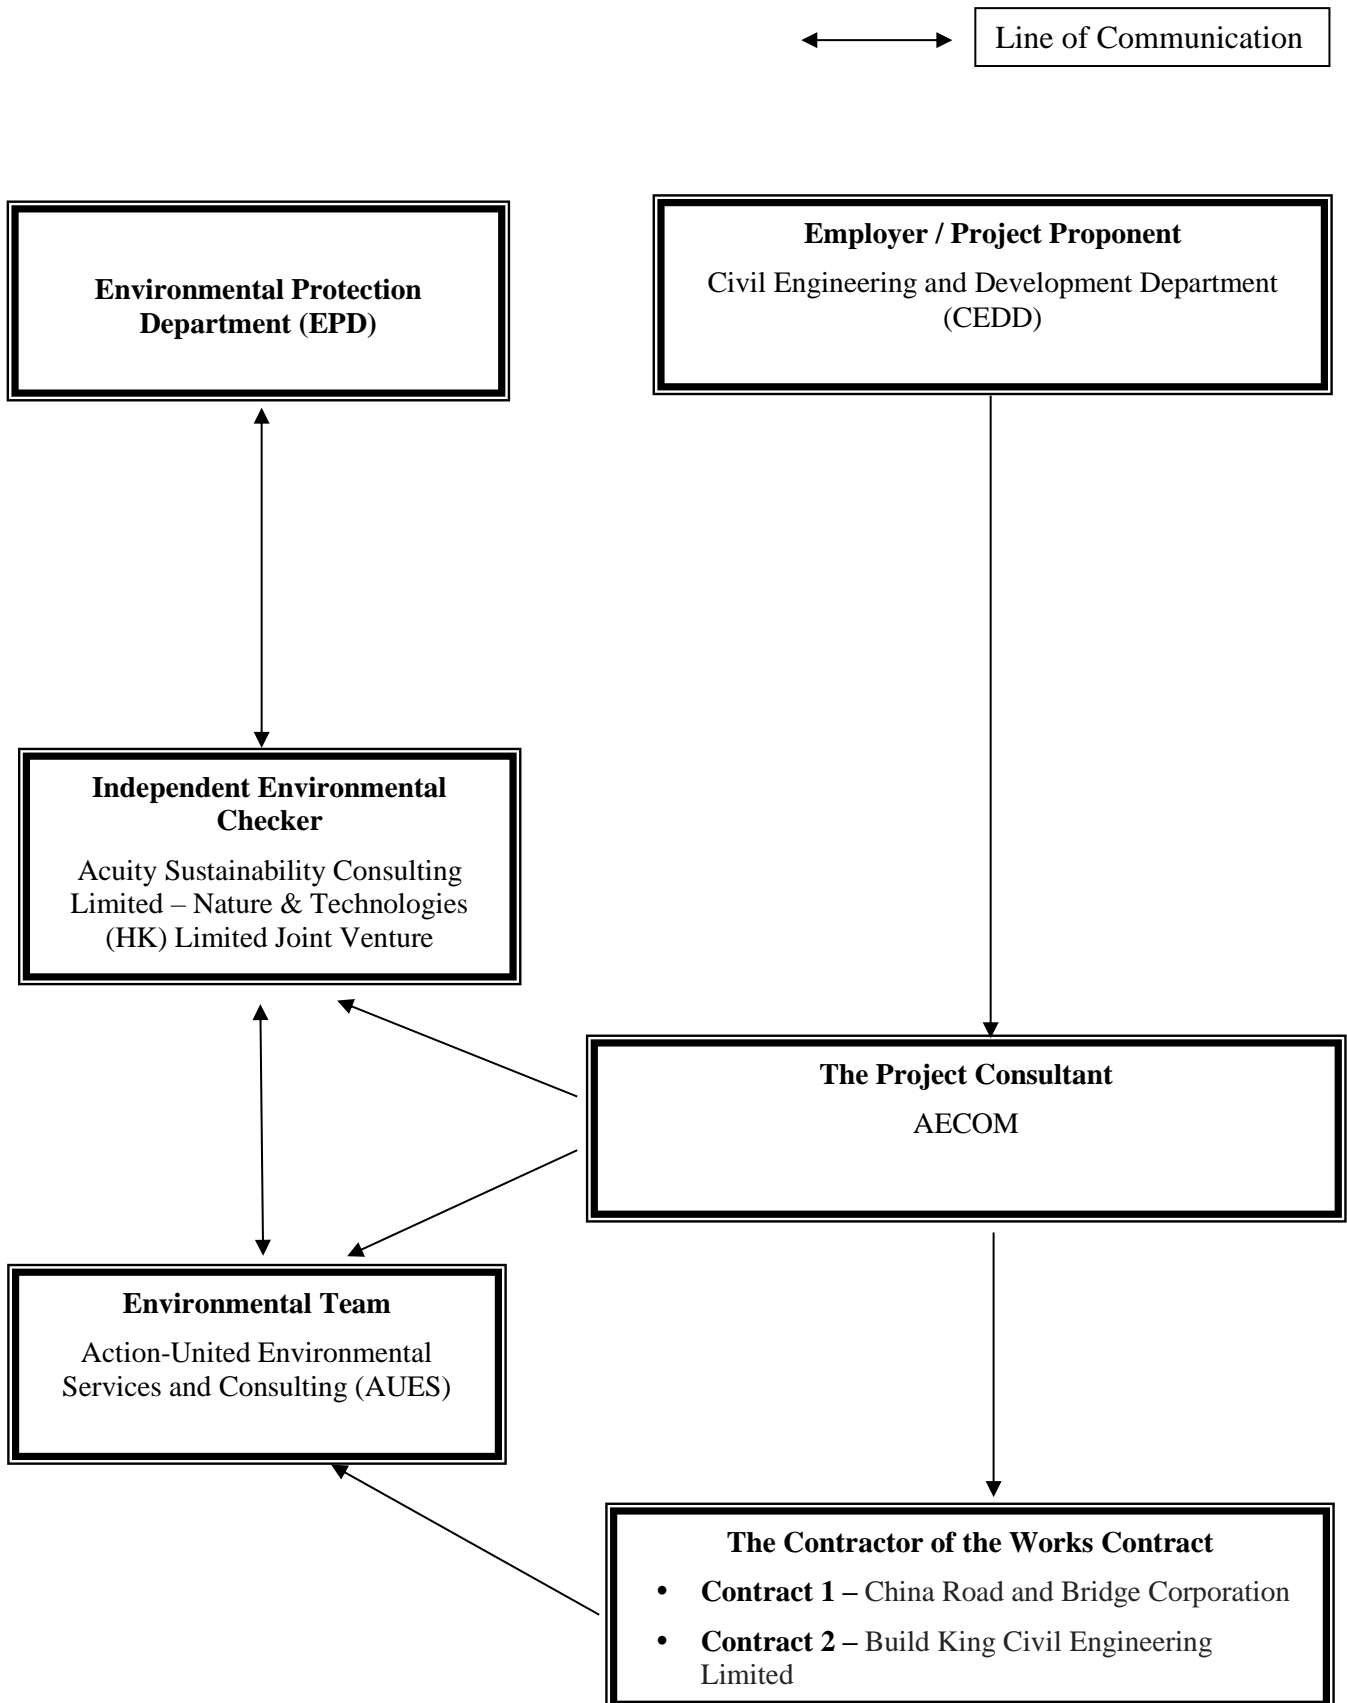 Line of Communication
Environmental Protection
Department (EPD)
Employer / Project Proponent
Civil Engineering and Development Department
(CEDD)
Independent Environmental
Checker
Acuity Sustainability Consulting
Limited – Nature & Technologies
(HK) Limited Joint Venture
The Project Consultant
AECOM
Environmental Team
Action-United Environmental
Services and Consulting (AUES)
The Contractor of the Works Contract
• Contract 1 – China Road and Bridge Corporation
• Contract 2 – Build King Civil Engineering
Limited